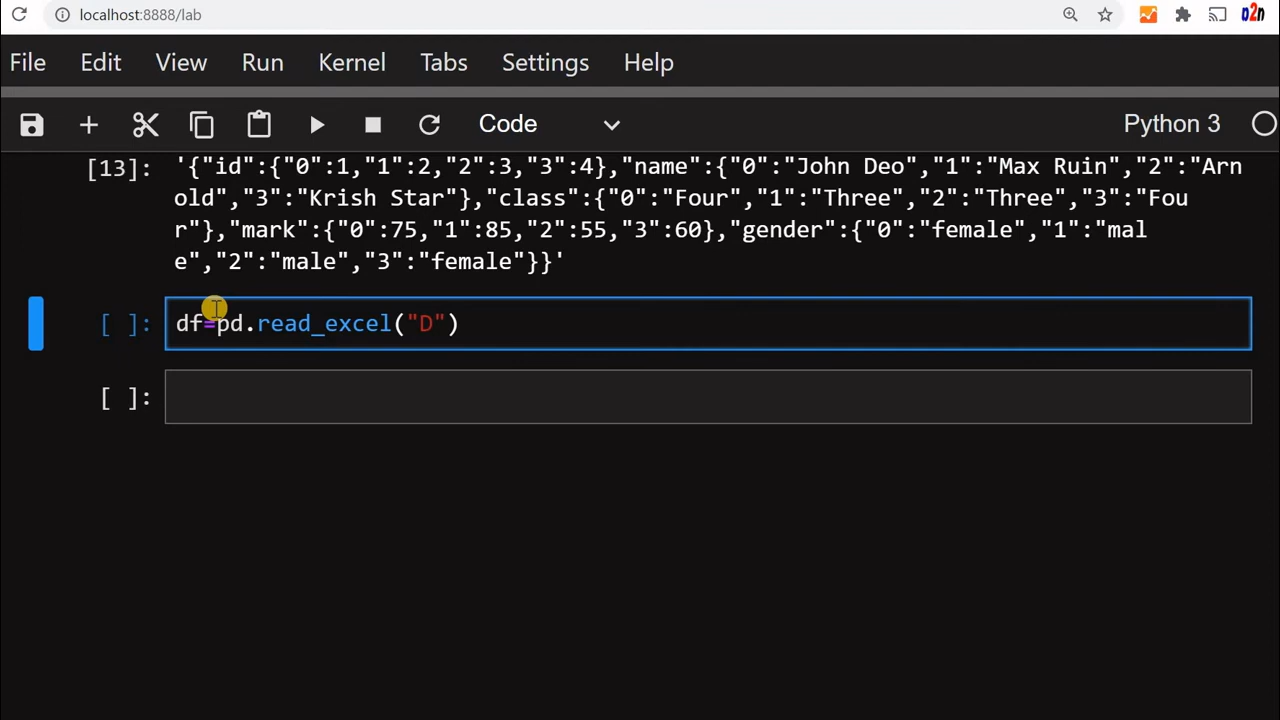 localhost:8888/lab
D2n
File Edit View Run Kernel Tabs Settings Help
Code Python 3
[13]: '{"id":{"0":1,"1":2,"2":3,"3":4},"name":{"0":"John Deo","1":"Max Ruin","2":"Arn
old","3":"Krish Star"},"class":{"0":"Four","1":"Three","2":"Three","3":"Fou
r"},"mark":{"0":75,"1":85,"2":55,"3":60},"gender":{"0":"female","1":"mal
e","2":"male","3":"female"}}'
[ ]: df=pd.read_excel("D")
[ ]: